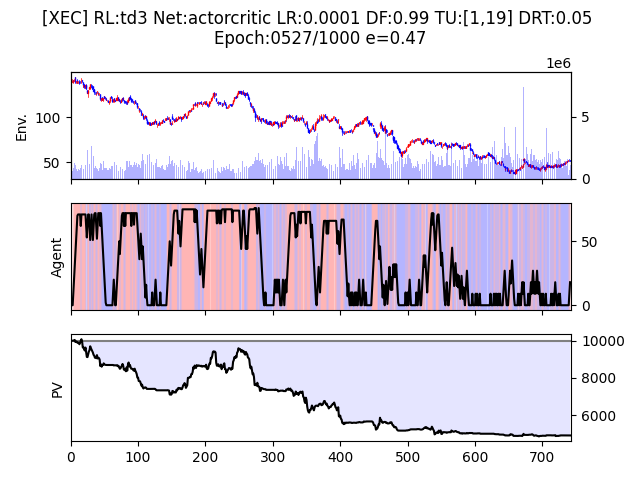 [XEC] RL:td3 Net:actorcritic LR:0.0001 DF:0.99 TU:[1,19] DRT:0.05
Epoch:0527/1000 e=0.47
1e6
Env.
100
50
5
0
Agent
50
0
PV
10000
8000
6000
0 100 200 300 400 500 600 700